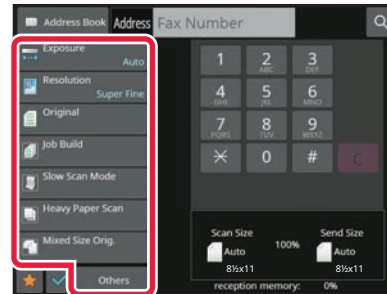 Address Book Address Fax Number
Exposure
Auto
Resolution
Super Fine
Original
Job Build
Slow Scan Mode
Heavy Paper Scan
Mixed Size Orig.
Others
1 2 3
ABC DEF
4 5 6
GHI JKL MNO
7 8 9
PQRS TUV WXYZ
0 #
C
Scan Size Send Size
100%
Auto Auto
8½x11 8½x11
reception memory: 0%